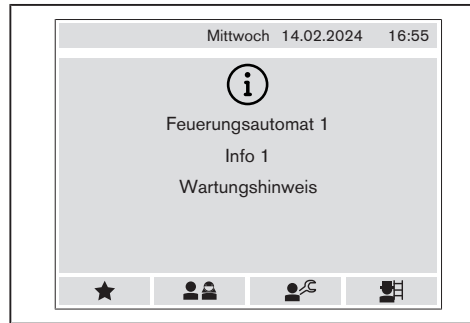 Mittwoch 14.02.2024 16:55
i
Feuerungsautomat 1
Info 1
Wartungshinweis